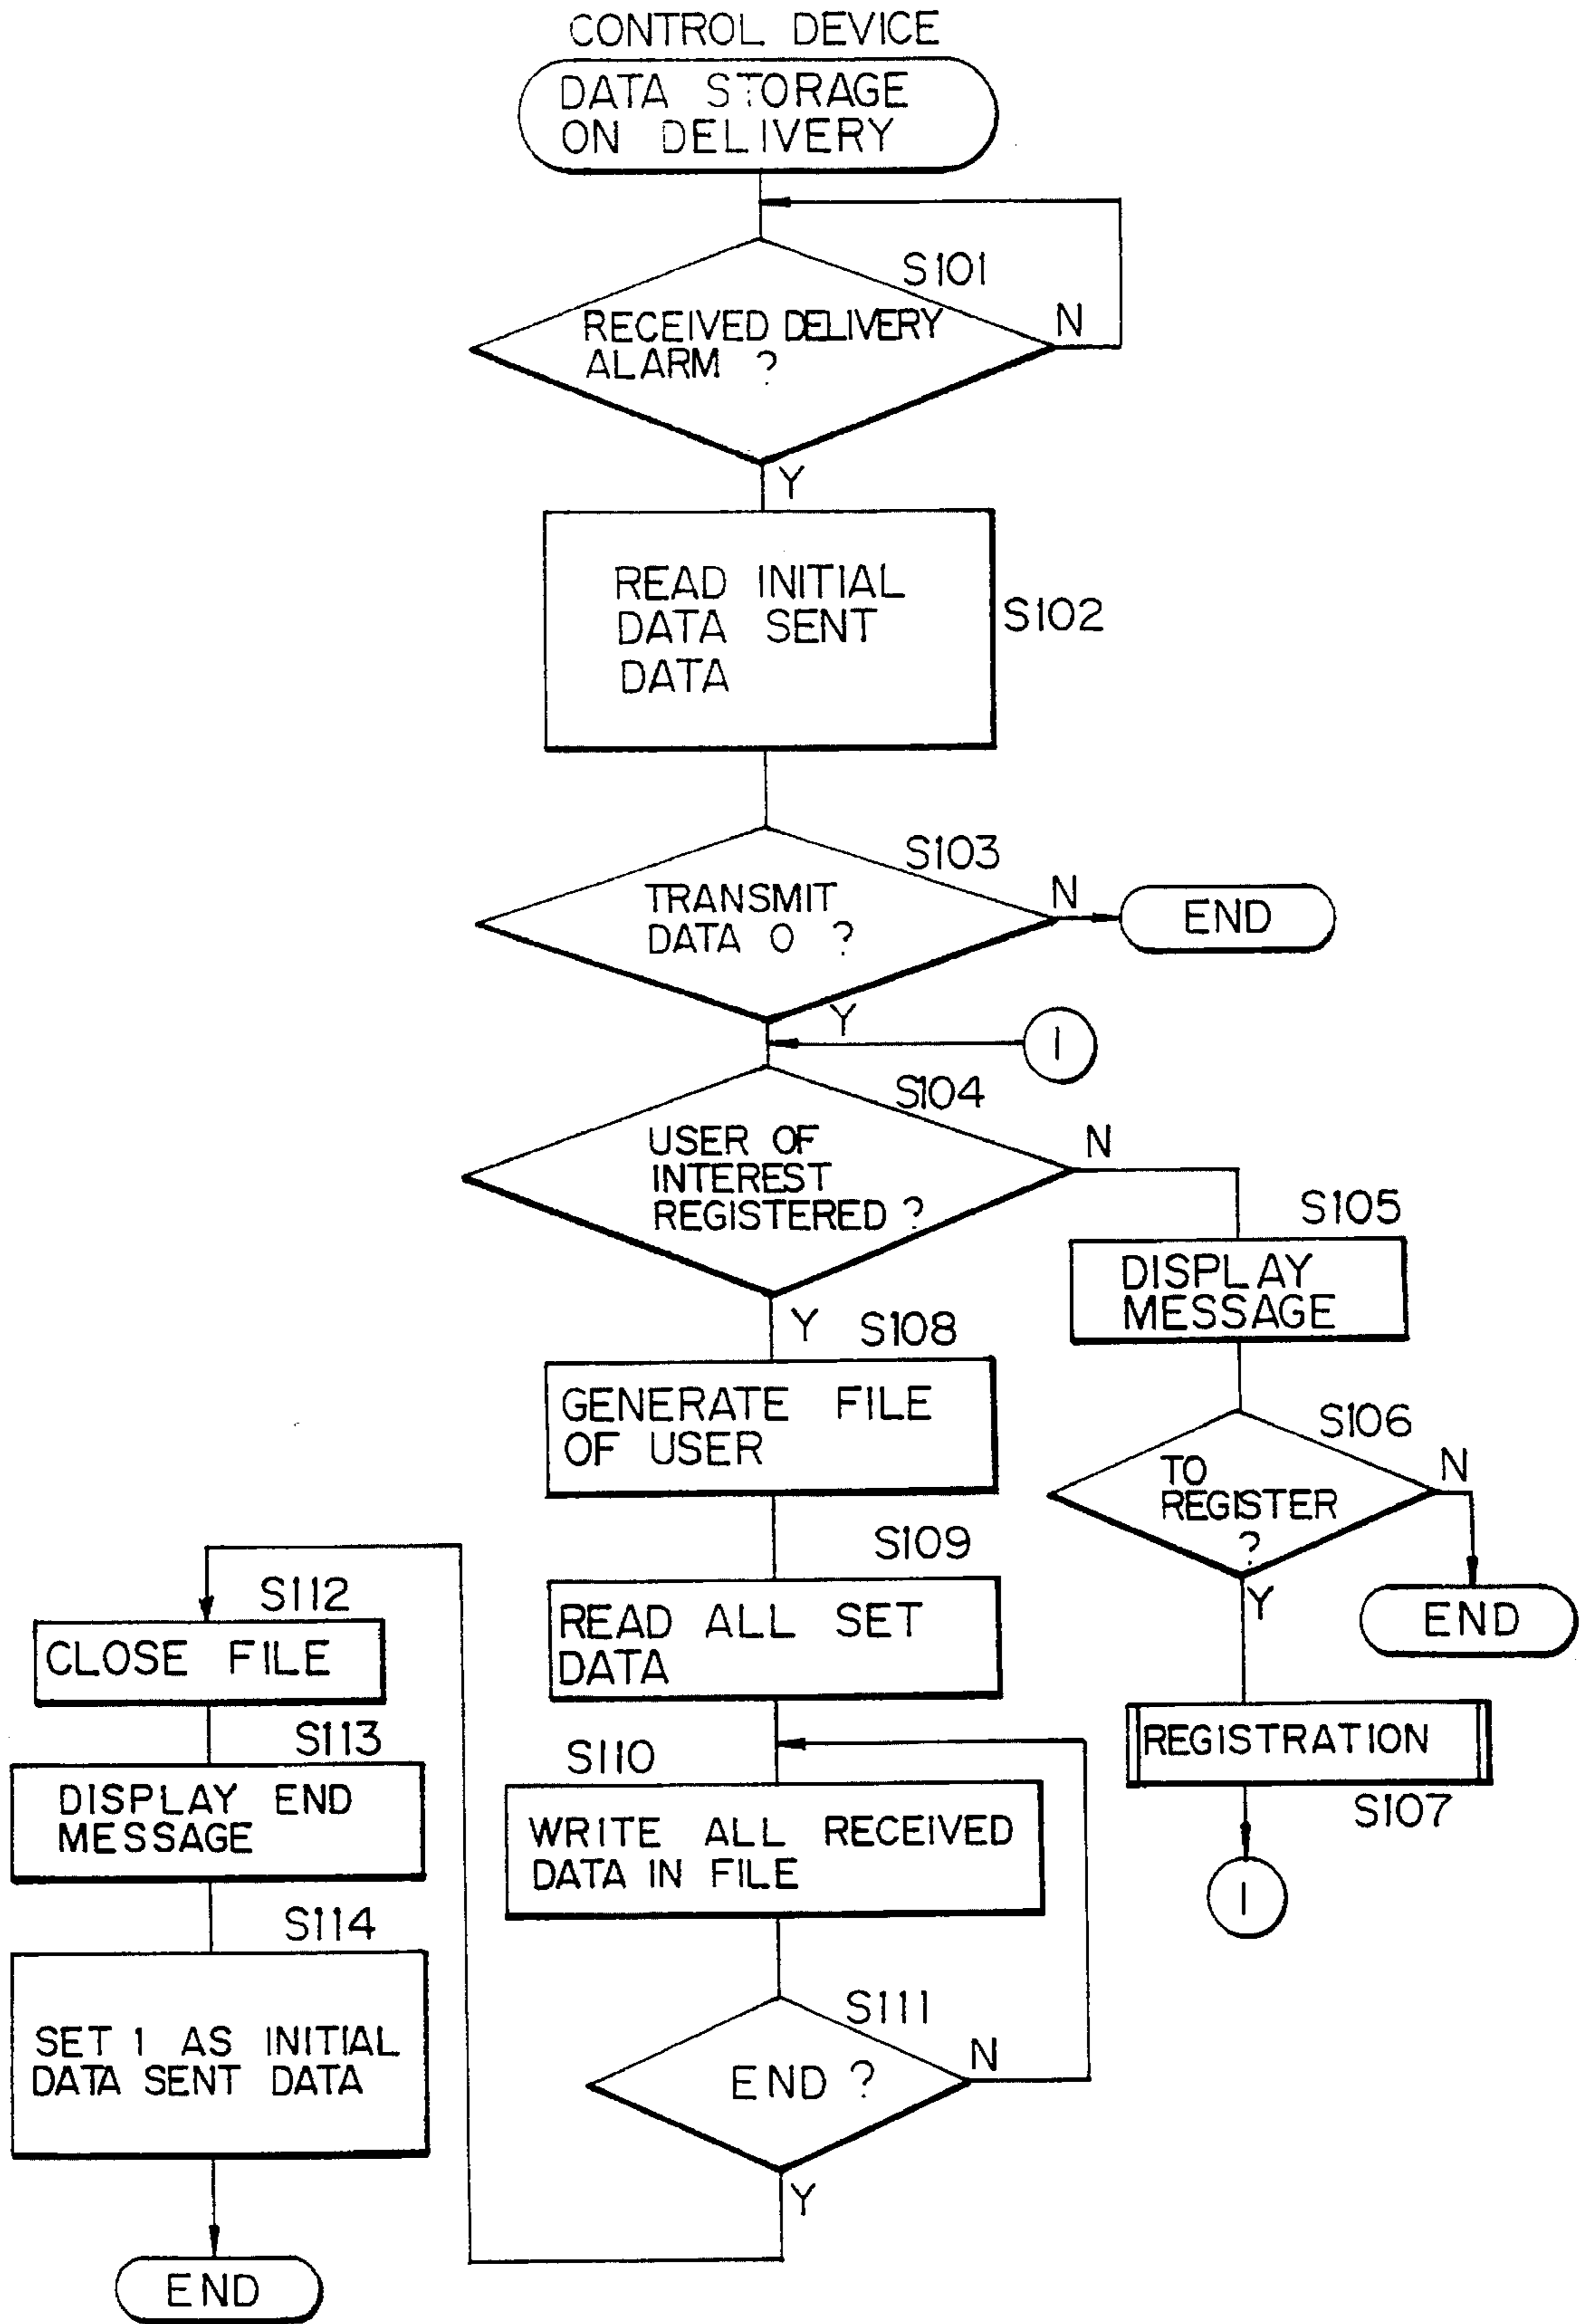 CONTROL DEVICE
DATA STORAGE
ON DELIVERY
S101
RECEIVED DELIVERY
ALARM ?
N
Y
READ INITIAL
DATA SENT
DATA
S102
S103
TRANSMIT
DATA 0 ?
N
END
Y
1
S104
USER OF
INTEREST
REGISTERED ?
N
S105
DISPLAY
MESSAGE
S106
TO
REGISTER
?
N
END
Y
REGISTRATION
S107
1
Y
S108
GENERATE FILE
OF USER
S109
READ ALL SET
DATA
S110
WRITE ALL RECEIVED
DATA IN FILE
S111
END ?
N
Y
S112
CLOSE FILE
S113
DISPLAY END
MESSAGE
S114
SET 1 AS INITIAL
DATA SENT DATA
END